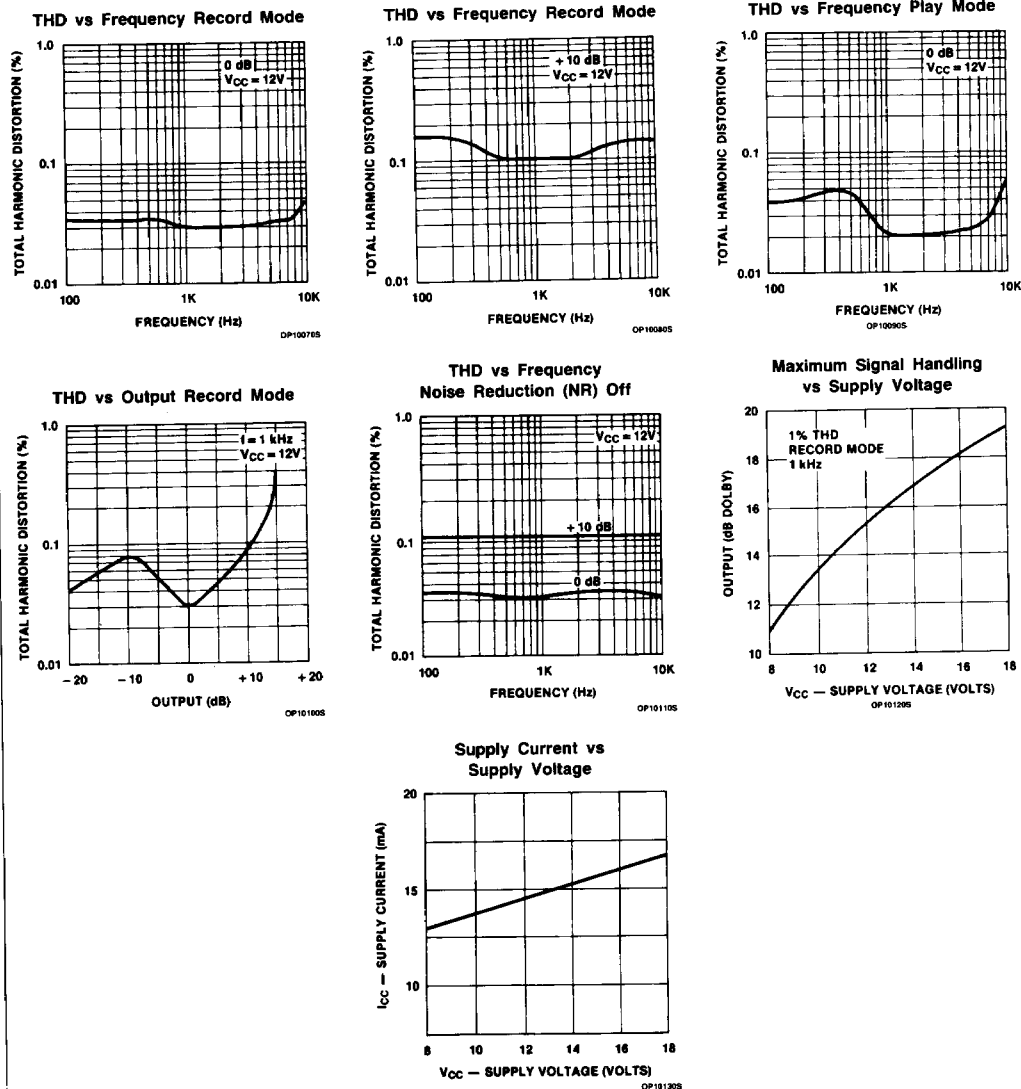 THD vs Frequency Record Mode
TOTAL HARMONIC DISTORTION (%)
1.0
0.1
0.01
0 dB
VCC = 12V
100
1K
10K
FREQUENCY (Hz)
OP10070S
THD vs Frequency Record Mode
TOTAL HARMONIC DISTORTION (%)
1.0
0.1
0.01
+ 10 dB
VCC = 12V
100
1K
10K
FREQUENCY (Hz)
OP10080S
THD vs Frequency Play Mode
TOTAL HARMONIC DISTORTION (%)
1.0
0.1
0.01
0 dB
VCC = 12V
100
1K
10K
FREQUENCY (Hz)
OP10090S
THD vs Output Record Mode
TOTAL HARMONIC DISTORTION (%)
1.0
0.1
0.01
f = 1 kHz
VCC = 12V
– 20
– 10
0
+ 10
+ 20
OUTPUT (dB)
OP10100S
THD vs Frequency
Noise Reduction (NR) Off
TOTAL HARMONIC DISTORTION (%)
1.0
0.1
0.01
VCC = 12V
+ 10 dB
0 dB
100
1K
10K
FREQUENCY (Hz)
OP10110S
Maximum Signal Handling
vs Supply Voltage
OUTPUT (dB DOLBY)
20
18
16
14
12
10
1% THD
RECORD MODE
1 kHz
8
10
12
14
16
18
VCC — SUPPLY VOLTAGE (VOLTS)
OP10120S
Supply Current vs
Supply Voltage
ICC — SUPPLY CURRENT (mA)
20
15
10
8
10
12
14
16
18
VCC — SUPPLY VOLTAGE (VOLTS)
OP10130S